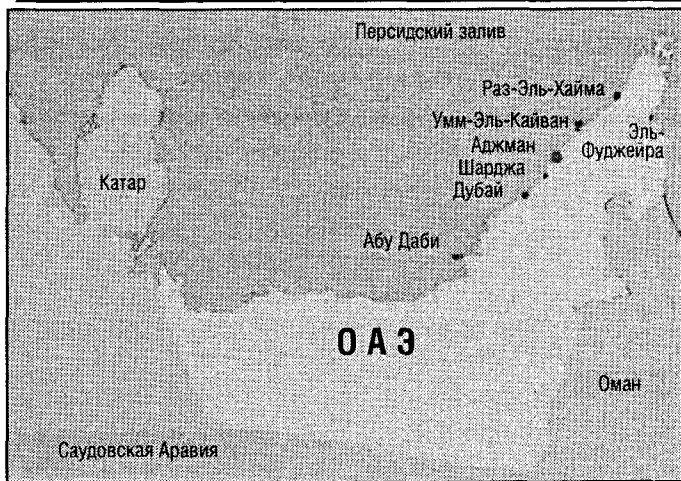 Персидский залив
Раз-Эль-Хайма
Умм-Эль-Кайван
Эль-
Фуджейра
Аджман
Шарджа
Дубай
Катар
Абу Даби
ОАЭ
Оман
Саудовская Аравия